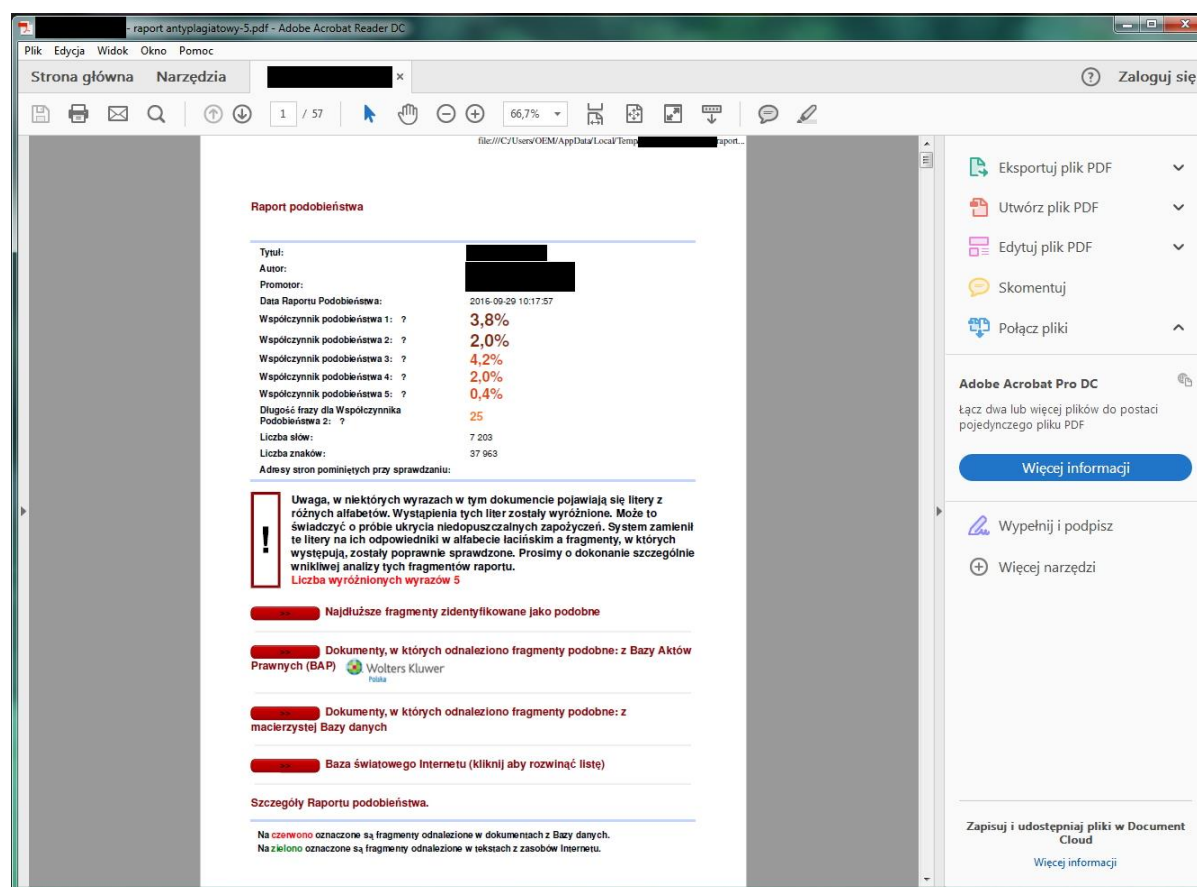 - raport antyplagiatowy-5.pdf - Adobe Acrobat Reader DC
Plik Edycja Widok Okno Pomoc
Strona główna Narzędzia × Zaloguj się
1 / 57 66,7%
file:///C:/Users/OEM/AppData/Local/Temp raport...
Raport podobieństwa
Tytuł:
Autor:
Promotor:
Data Raportu Podobieństwa: 2016-09-29 10:17:57
Współczynnik podobieństwa 1: ? 3,8%
Współczynnik podobieństwa 2: ? 2,0%
Współczynnik podobieństwa 3: ? 4,2%
Współczynnik podobieństwa 4: ? 2,0%
Współczynnik podobieństwa 5: ? 0,4%
Długość frazy dla Współczynnika
Podobieństwa 2: ? 25
Liczba słów: 7 203
Liczba znaków: 37 963
Adresy stron pominiętych przy sprawdzaniu:
! Uwaga, w niektórych wyrazach w tym dokumencie pojawiają się litery z
różnych alfabetów. Wystąpienia tych liter zostały wyróżnione. Może to
świadczyć o próbie ukrycia niedopuszczalnych zapożyczeń. System zamienił
te litery na ich odpowiedniki w alfabecie łacińskim a fragmenty, w których
występują, zostały poprawnie sprawdzone. Prosimy o dokonanie szczególnie
wnikliwej analizy tych fragmentów raportu.
Liczba wyróżnionych wyrazów 5
>> Najdłuższe fragmenty zidentyfikowane jako podobne
>> Dokumenty, w których odnaleziono fragmenty podobne: z Bazy Aktów
Prawnych (BAP) Wolters Kluwer
Polska
>> Dokumenty, w których odnaleziono fragmenty podobne: z
macierzystej Bazy danych
>> Baza światowego Internetu (kliknij aby rozwinąć listę)
Szczegóły Raportu podobieństwa.
Na czerwono oznaczone są fragmenty odnalezione w dokumentach z Bazy danych.
Na zielono oznaczone są fragmenty odnalezione w tekstach z zasobów Internetu.
Eksportuj plik PDF
Utwórz plik PDF
Edytuj plik PDF
Skomentuj
Połącz pliki
Adobe Acrobat Pro DC
Łącz dwa lub więcej plików do postaci
pojedynczego pliku PDF
Więcej informacji
Wypełnij i podpisz
Więcej narzędzi
Zapisuj i udostępniaj pliki w Document
Cloud
Więcej informacji